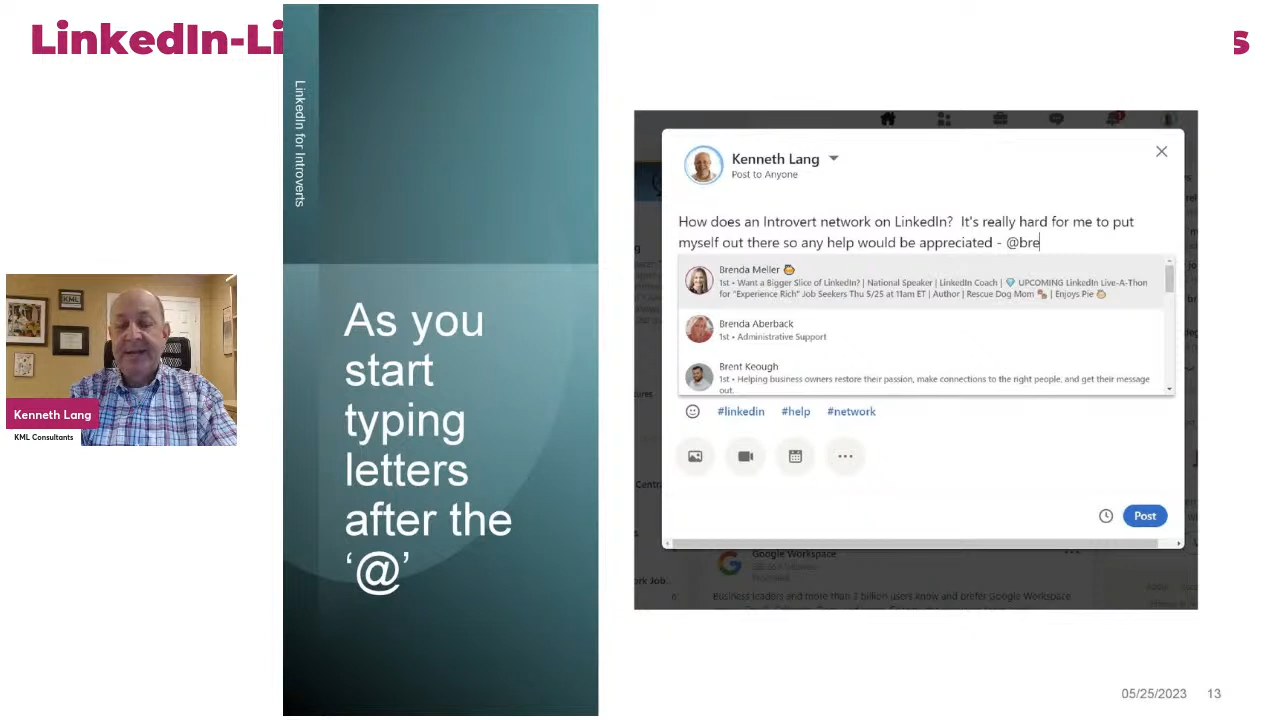 LinkedIn-Li
s
LinkedIn for Introverts
As you
start
typing
letters
after the
‘@’
Kenneth Lang
KML Consultants
KML
Kenneth Lang
Post to Anyone
How does an Introvert network on LinkedIn?  It's really hard for me to put
myself out there so any help would be appreciated - @bre
Brenda Meller 🥧
1st • Want a Bigger Slice of LinkedIn? | National Speaker | LinkedIn Coach | 💎 UPCOMING LinkedIn Live-A-Thon
for "Experience Rich" Job Seekers Thu 5/25 at 11am ET | Author | Rescue Dog Mom 🐾 | Enjoys Pie 🥧
Brenda Aberback
1st • Administrative Support
Brent Keough
1st • Helping business owners restore their passion, make connections to the right people, and get their message
out.
#linkedin #help #network
Post
Centr
rk Job..
Google Workspace
Business leaders and more than 3 billion users know and prefer Google Workspace
05/25/2023 13